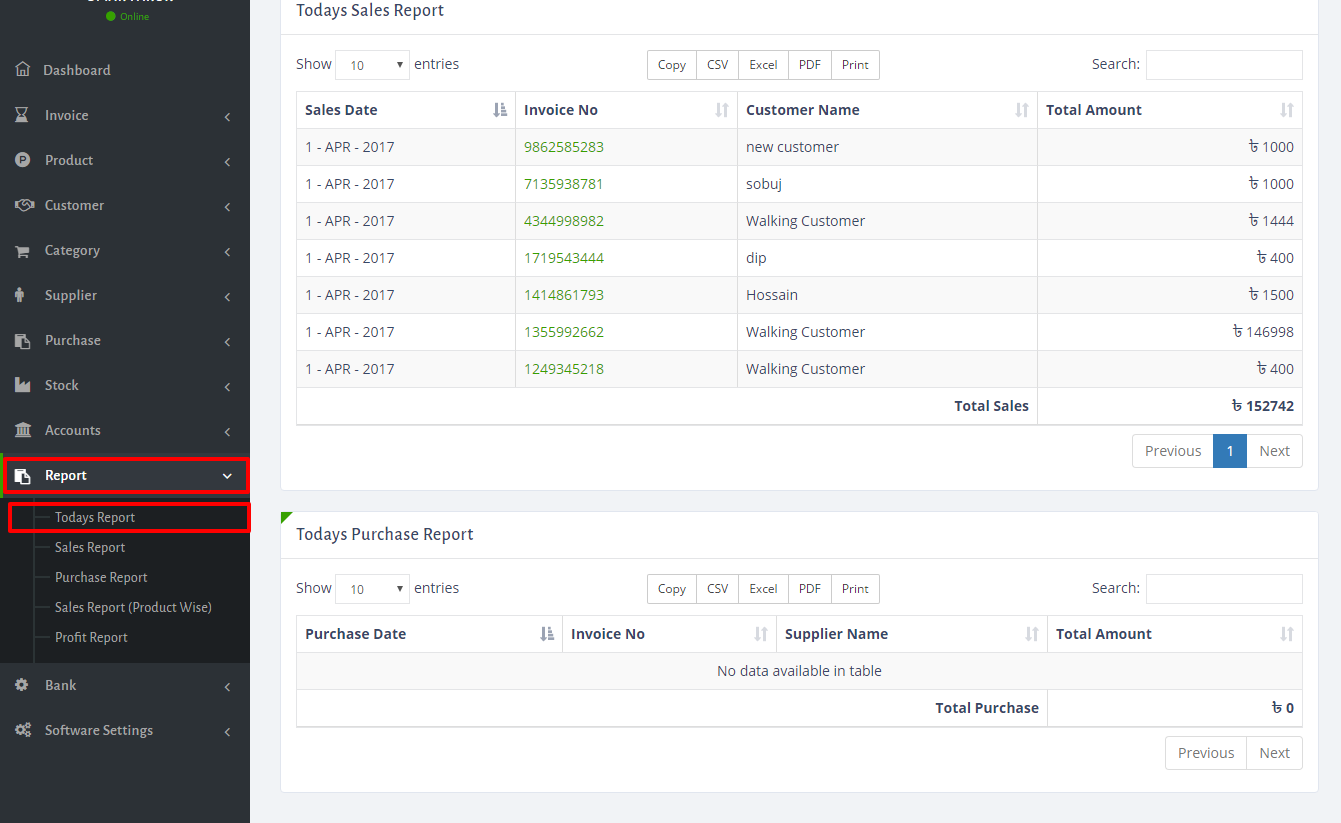 Online
Dashboard
Invoice
Product
Customer
Category
Supplier
Purchase
Stock
Accounts
Report
Todays Report
Sales Report
Purchase Report
Sales Report (Product Wise)
Profit Report
Bank
Software Settings
Todays Sales Report
Show 10 entries Copy CSV Excel PDF Print Search:
Sales Date Invoice No Customer Name Total Amount
1 - APR - 2017 9862585283 new customer ৳ 1000
1 - APR - 2017 7135938781 sobuj ৳ 1000
1 - APR - 2017 4344998982 Walking Customer ৳ 1444
1 - APR - 2017 1719543444 dip ৳ 400
1 - APR - 2017 1414861793 Hossain ৳ 1500
1 - APR - 2017 1355992662 Walking Customer ৳ 146998
1 - APR - 2017 1249345218 Walking Customer ৳ 400
Total Sales ৳ 152742
Previous 1 Next
Todays Purchase Report
Show 10 entries Copy CSV Excel PDF Print Search:
Purchase Date Invoice No Supplier Name Total Amount
No data available in table
Total Purchase ৳ 0
Previous Next